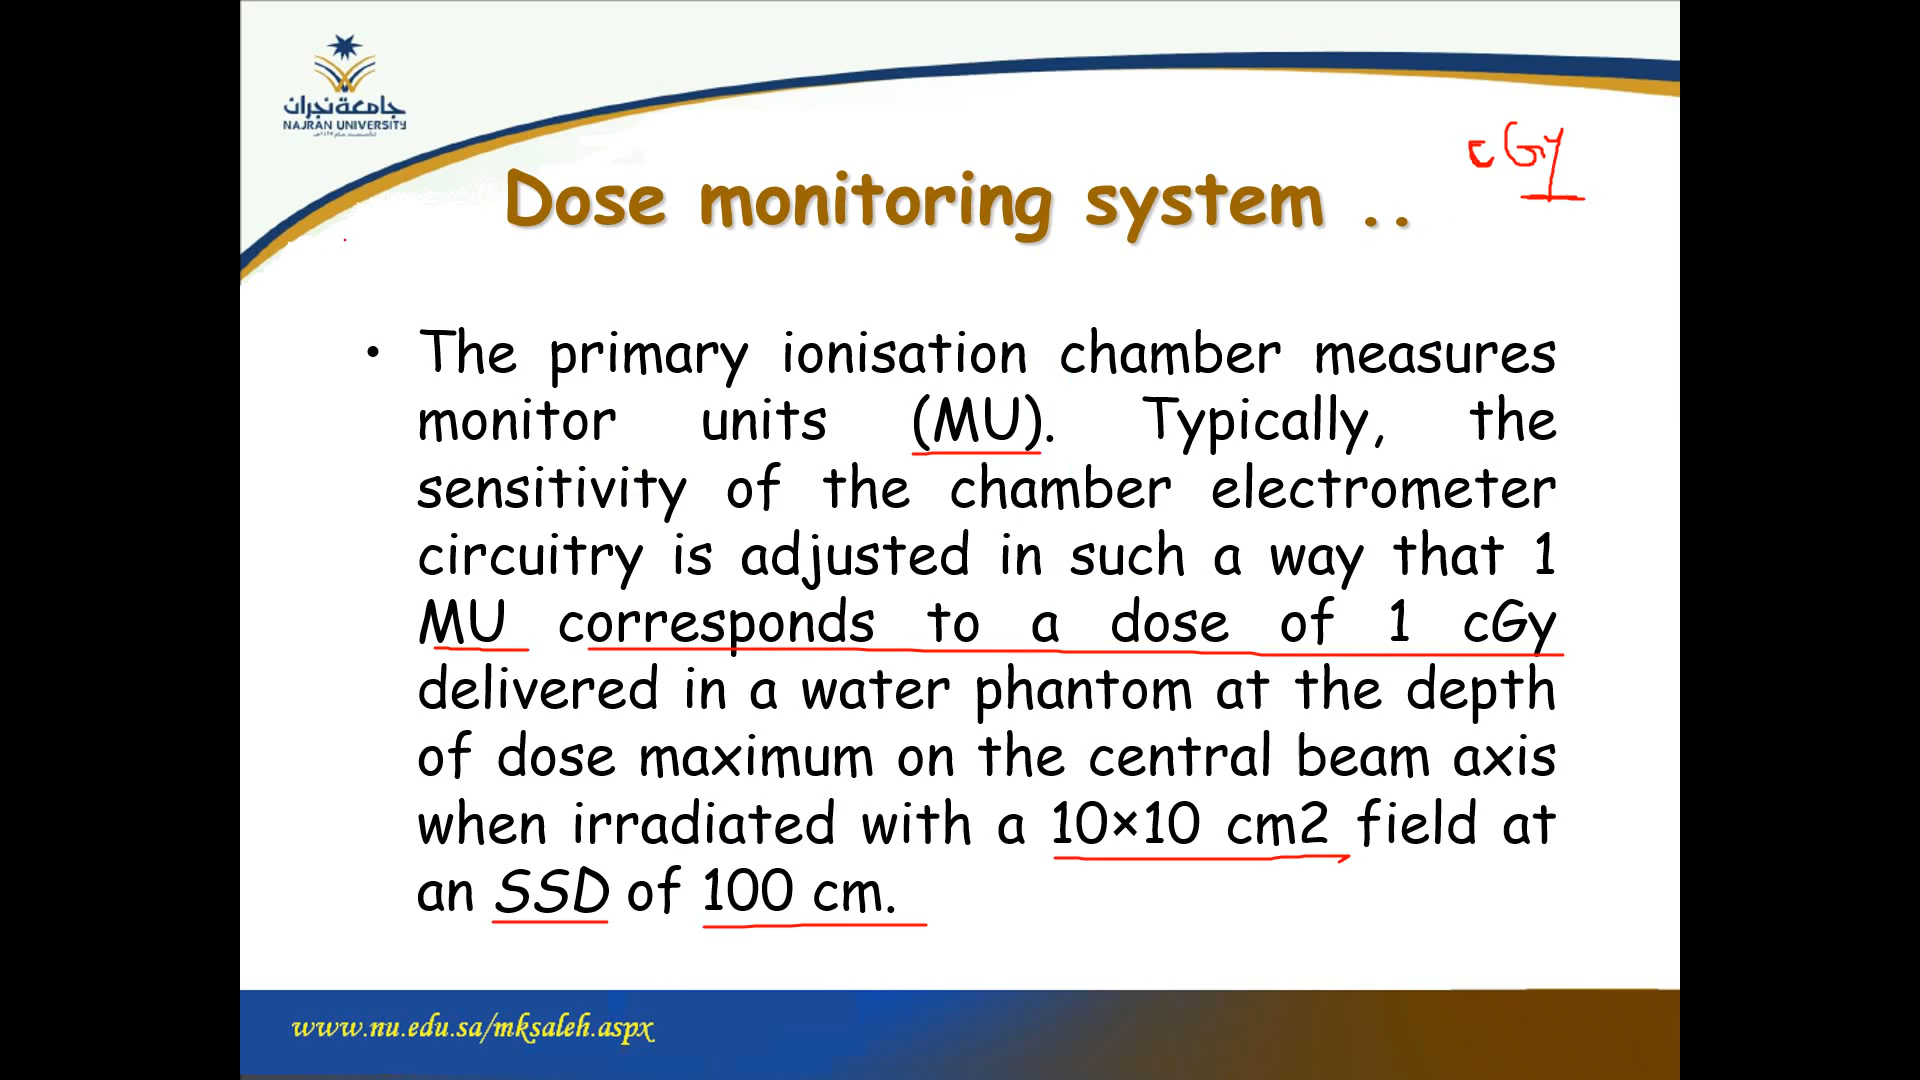 جامعة نجران
NAJRAN UNIVERSITY
cGy
Dose monitoring system ..
• The primary ionisation chamber measures
monitor units (MU). Typically, the
sensitivity of the chamber electrometer
circuitry is adjusted in such a way that 1
MU corresponds to a dose of 1 cGy
delivered in a water phantom at the depth
of dose maximum on the central beam axis
when irradiated with a 10×10 cm2 field at
an SSD of 100 cm.
www.nu.edu.sa/mksaleh.aspx